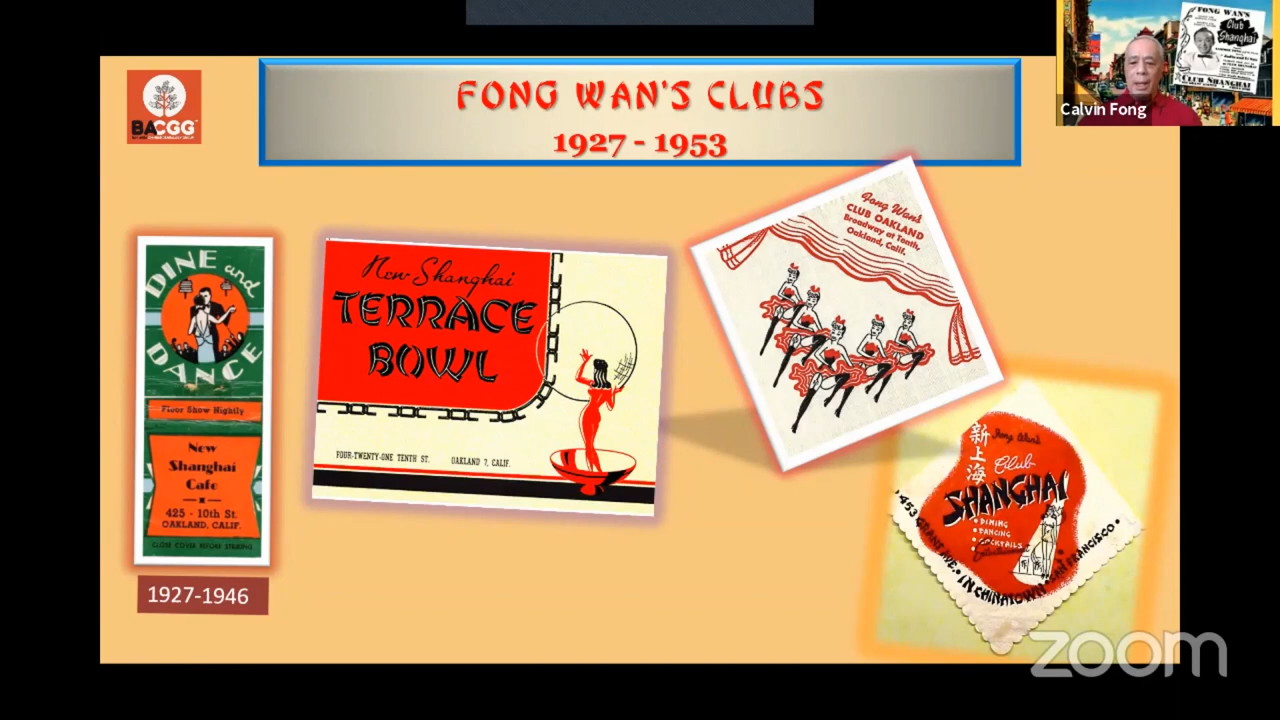 BACGG
FONG WAN'S CLUBS
1927 - 1953
FONG WAN'S
Club
Shanghai
CLUB SHANGHAI
Calvin Fong
DINE and
DANCE
Floor Show Nightly
New
Shanghai
Cafe
425 - 10th St.
OAKLAND, CALIF.
CLOSE COVER BEFORE STRIKING
1927-1946
New Shanghai
TERRACE
BOWL
FOUR-TWENTY-ONE TENTH ST. OAKLAND 7, CALIF.
Fong Wan's
CLUB OAKLAND
Broadway at Tenth,
Oakland, Calif.
新上海
Fong Wan's
Club
SHANGHAI
• DINING
• DANCING
• COCKTAILS
Entertainment
453 GRANT AVE. • IN CHINATOWN • SAN FRANCISCO •
zoom